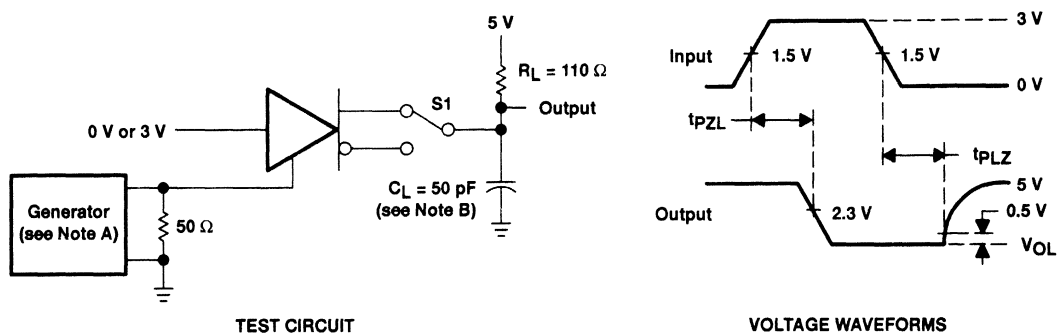 5 V
R_L = 110 Ω
S1
Output
0 V or 3 V
C_L = 50 pF
(see Note B)
Generator
(see Note A)
50 Ω
TEST CIRCUIT
3 V
Input
1.5 V
1.5 V
0 V
t_PZL
t_PLZ
5 V
0.5 V
Output
2.3 V
V_OL
VOLTAGE WAVEFORMS